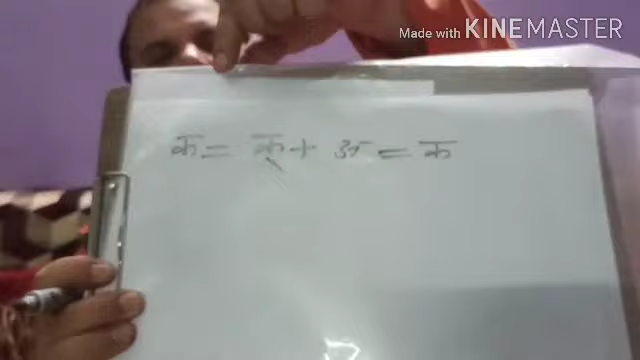 Made with KINEMASTER
क = क् + अ = क